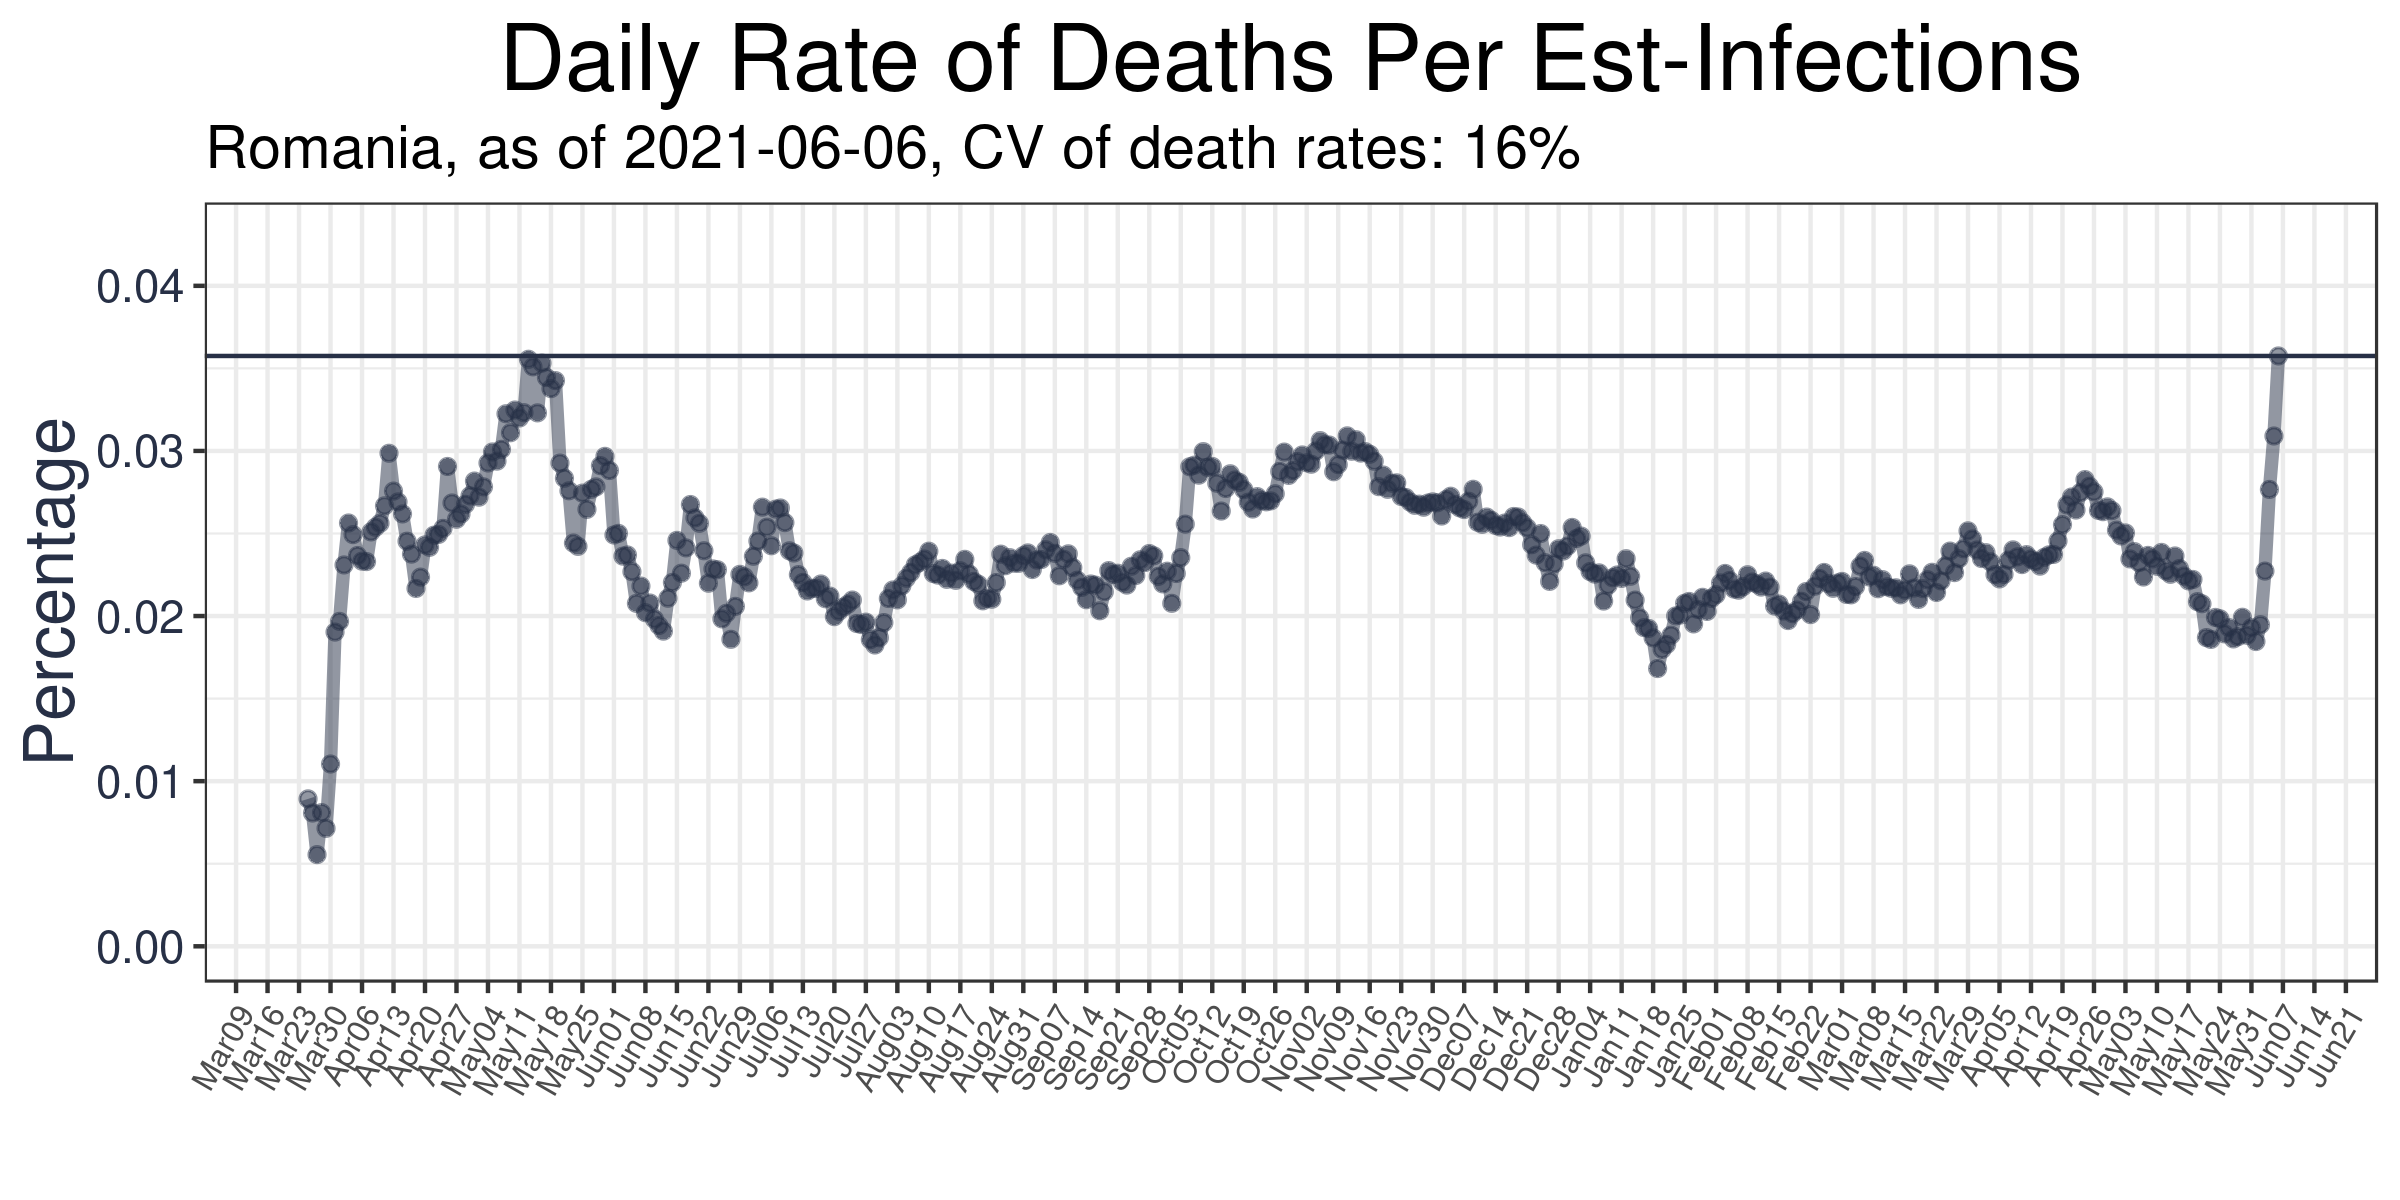 Daily Rate of Deaths Per Est-Infections
Romania, as of 2021-06-06, CV of death rates: 16%
Percentage
0.04
0.03
0.02
0.01
0.00
Mar09
Mar16
Mar23
Mar30
Apr06
Apr13
Apr20
Apr27
May04
May11
May18
May25
Jun01
Jun08
Jun15
Jun22
Jun29
Jul06
Jul13
Jul20
Jul27
Aug03
Aug10
Aug17
Aug24
Aug31
Sep07
Sep14
Sep21
Sep28
Oct05
Oct12
Oct19
Oct26
Nov02
Nov09
Nov16
Nov23
Nov30
Dec07
Dec14
Dec21
Dec28
Jan04
Jan11
Jan18
Jan25
Feb01
Feb08
Feb15
Feb22
Mar01
Mar08
Mar15
Mar22
Mar29
Apr05
Apr12
Apr19
Apr26
May03
May10
May17
May24
May31
Jun07
Jun14
Jun21